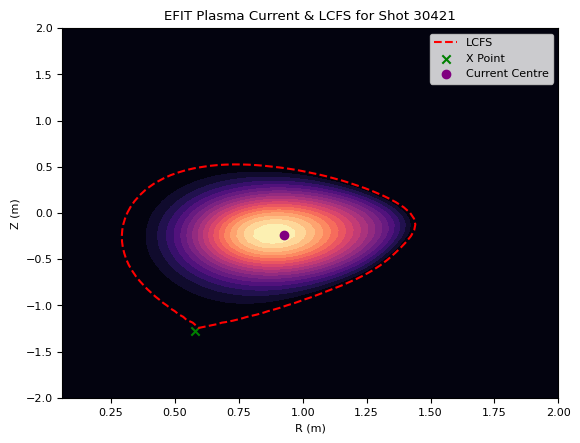 EFIT Plasma Current & LCFS for Shot 30421
LCFS
X Point
Current Centre
Z (m)
2.0
1.5
1.0
0.5
0.0
−0.5
−1.0
−1.5
−2.0
0.25 0.50 0.75 1.00 1.25 1.50 1.75 2.00
R (m)